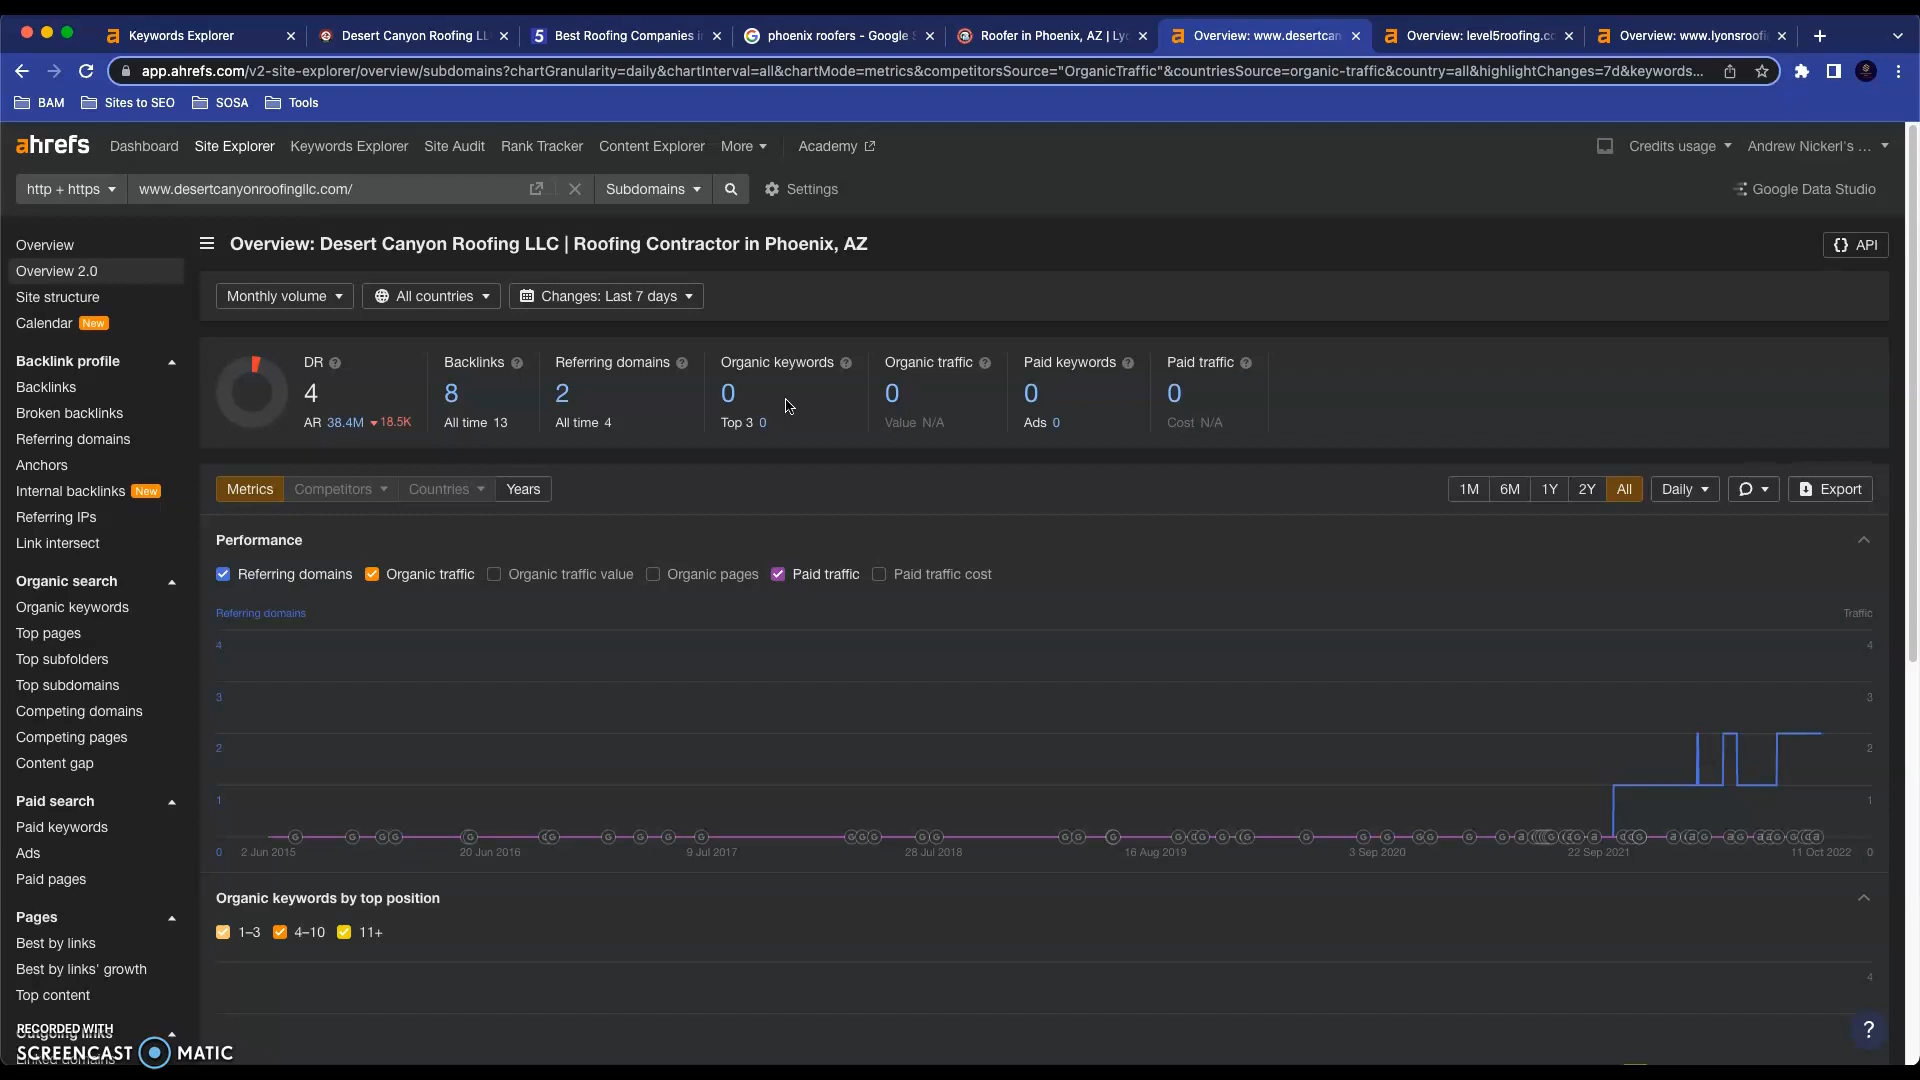 Keywords Explorer
Desert Canyon Roofing LL
Best Roofing Companies i
phoenix roofers - Google S
Roofer in Phoenix, AZ | Ly
Overview: www.desertcan
Overview: level5roofing.c
Overview: www.lyonsroofi
app.ahrefs.com/v2-site-explorer/overview/subdomains?chartGranularity=daily&chartInterval=all&chartMode=metrics&competitorsSource="OrganicTraffic"&countriesSource=organic-traffic&country=all&highlightChanges=7d&keywords...
BAM Sites to SEO SOSA Tools
ahrefs Dashboard Site Explorer Keywords Explorer Site Audit Rank Tracker Content Explorer More Academy Credits usage Andrew Nickerl's ...
http + https www.desertcanyonroofingllc.com/ Subdomains Settings Google Data Studio
Overview
Overview 2.0
Site structure
Calendar New
Backlink profile
Backlinks
Broken backlinks
Referring domains
Anchors
Internal backlinks New
Referring IPs
Link intersect
Organic search
Organic keywords
Top pages
Top subfolders
Top subdomains
Competing domains
Competing pages
Content gap
Paid search
Paid keywords
Ads
Paid pages
Pages
Best by links
Best by links' growth
Top content
Outgoing links
Linked domains
RECORDED WITH
SCREENCAST MATIC
Overview: Desert Canyon Roofing LLC | Roofing Contractor in Phoenix, AZ
{} API
Monthly volume All countries Changes: Last 7 days
DR Backlinks Referring domains Organic keywords Organic traffic Paid keywords Paid traffic
4 8 2 0 0 0 0
AR 38.4M 18.5K All time 13 All time 4 Top 3 0 Value N/A Ads 0 Cost N/A
Metrics Competitors Countries Years 1M 6M 1Y 2Y All Daily Export
Performance
Referring domains Organic traffic Organic traffic value Organic pages Paid traffic Paid traffic cost
Referring domains Traffic
4 4
3 3
2 2
1 1
0 2 Jun 2015 20 Jun 2016 9 Jul 2017 28 Jul 2018 16 Aug 2019 3 Sep 2020 22 Sep 2021 11 Oct 2022 0
Organic keywords by top position
1–3 4–10 11+
4
?